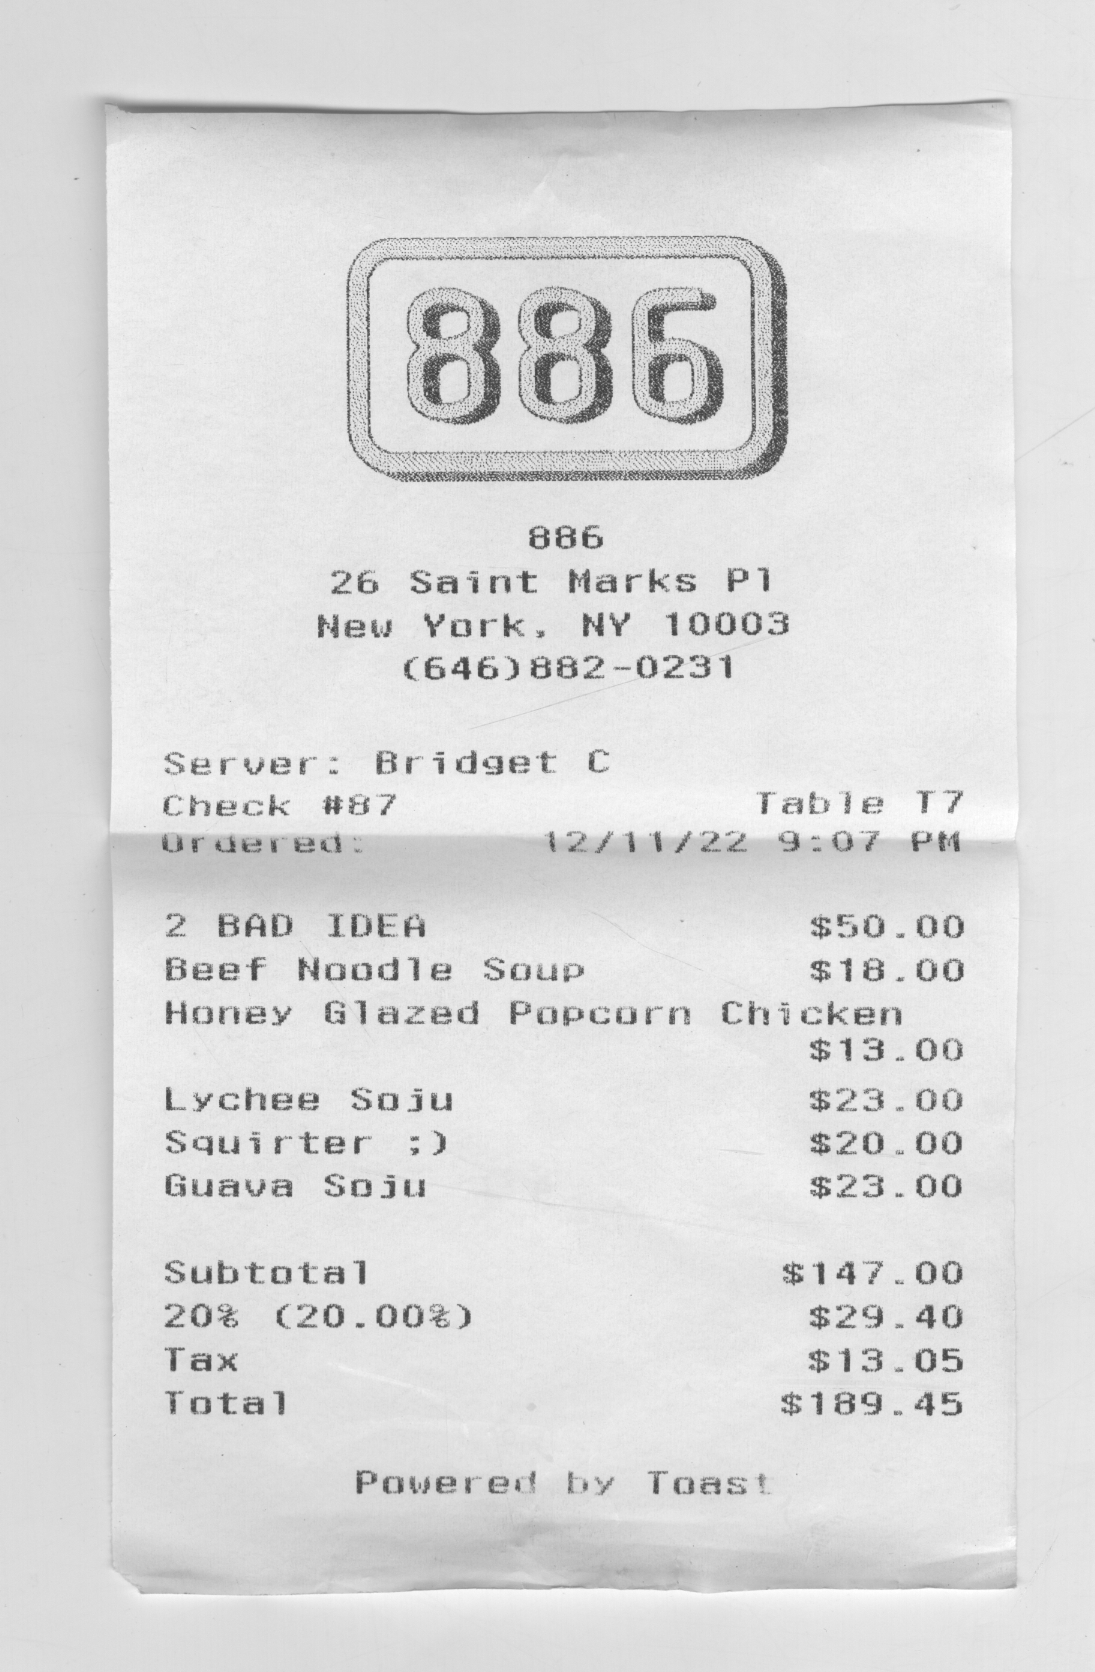 886
886
26 Saint Marks Pl
New York, NY 10003
(646)882-0231
Server: Bridget C
Check #87 Table T7
Ordered: 12/11/22 9:07 PM
2 BAD IDEA $50.00
Beef Noodle Soup $18.00
Honey Glazed Popcorn Chicken
$13.00
Lychee Soju $23.00
Squirter ;) $20.00
Guava Soju $23.00
Subtotal $147.00
20% (20.00%) $29.40
Tax $13.05
Total $189.45
Powered by Toast